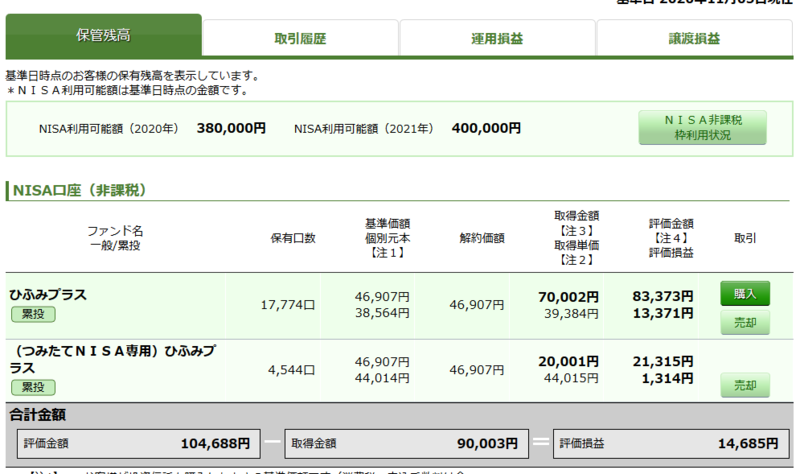 基準日 2020年11月05日現在
保管残高 取引履歴 運用損益 譲渡損益
基準日時点のお客様の保有残高を表示しています。
＊ＮＩＳＡ利用可能額は基準日時点の金額です。
NISA利用可能額（2020年） 380,000円 NISA利用可能額（2021年） 400,000円
ＮＩＳＡ非課税
枠利用状況
NISA口座（非課税）
ファンド名
一般/累投
保有口数
基準価額
個別元本
【注１】
解約価額
取得金額
【注３】
取得単価
【注２】
評価金額
【注４】
評価損益
取引
ひふみプラス
累投
17,774口
46,907円
38,564円
46,907円
70,002円
39,384円
83,373円
13,371円
購入
売却
（つみたてＮＩＳＡ専用）ひふみプ
ラス
累投
4,544口
46,907円
44,014円
46,907円
20,001円
44,015円
21,315円
1,314円
売却
合計金額
評価金額 104,688円 － 取得金額 90,003円 ＝ 評価損益 14,685円